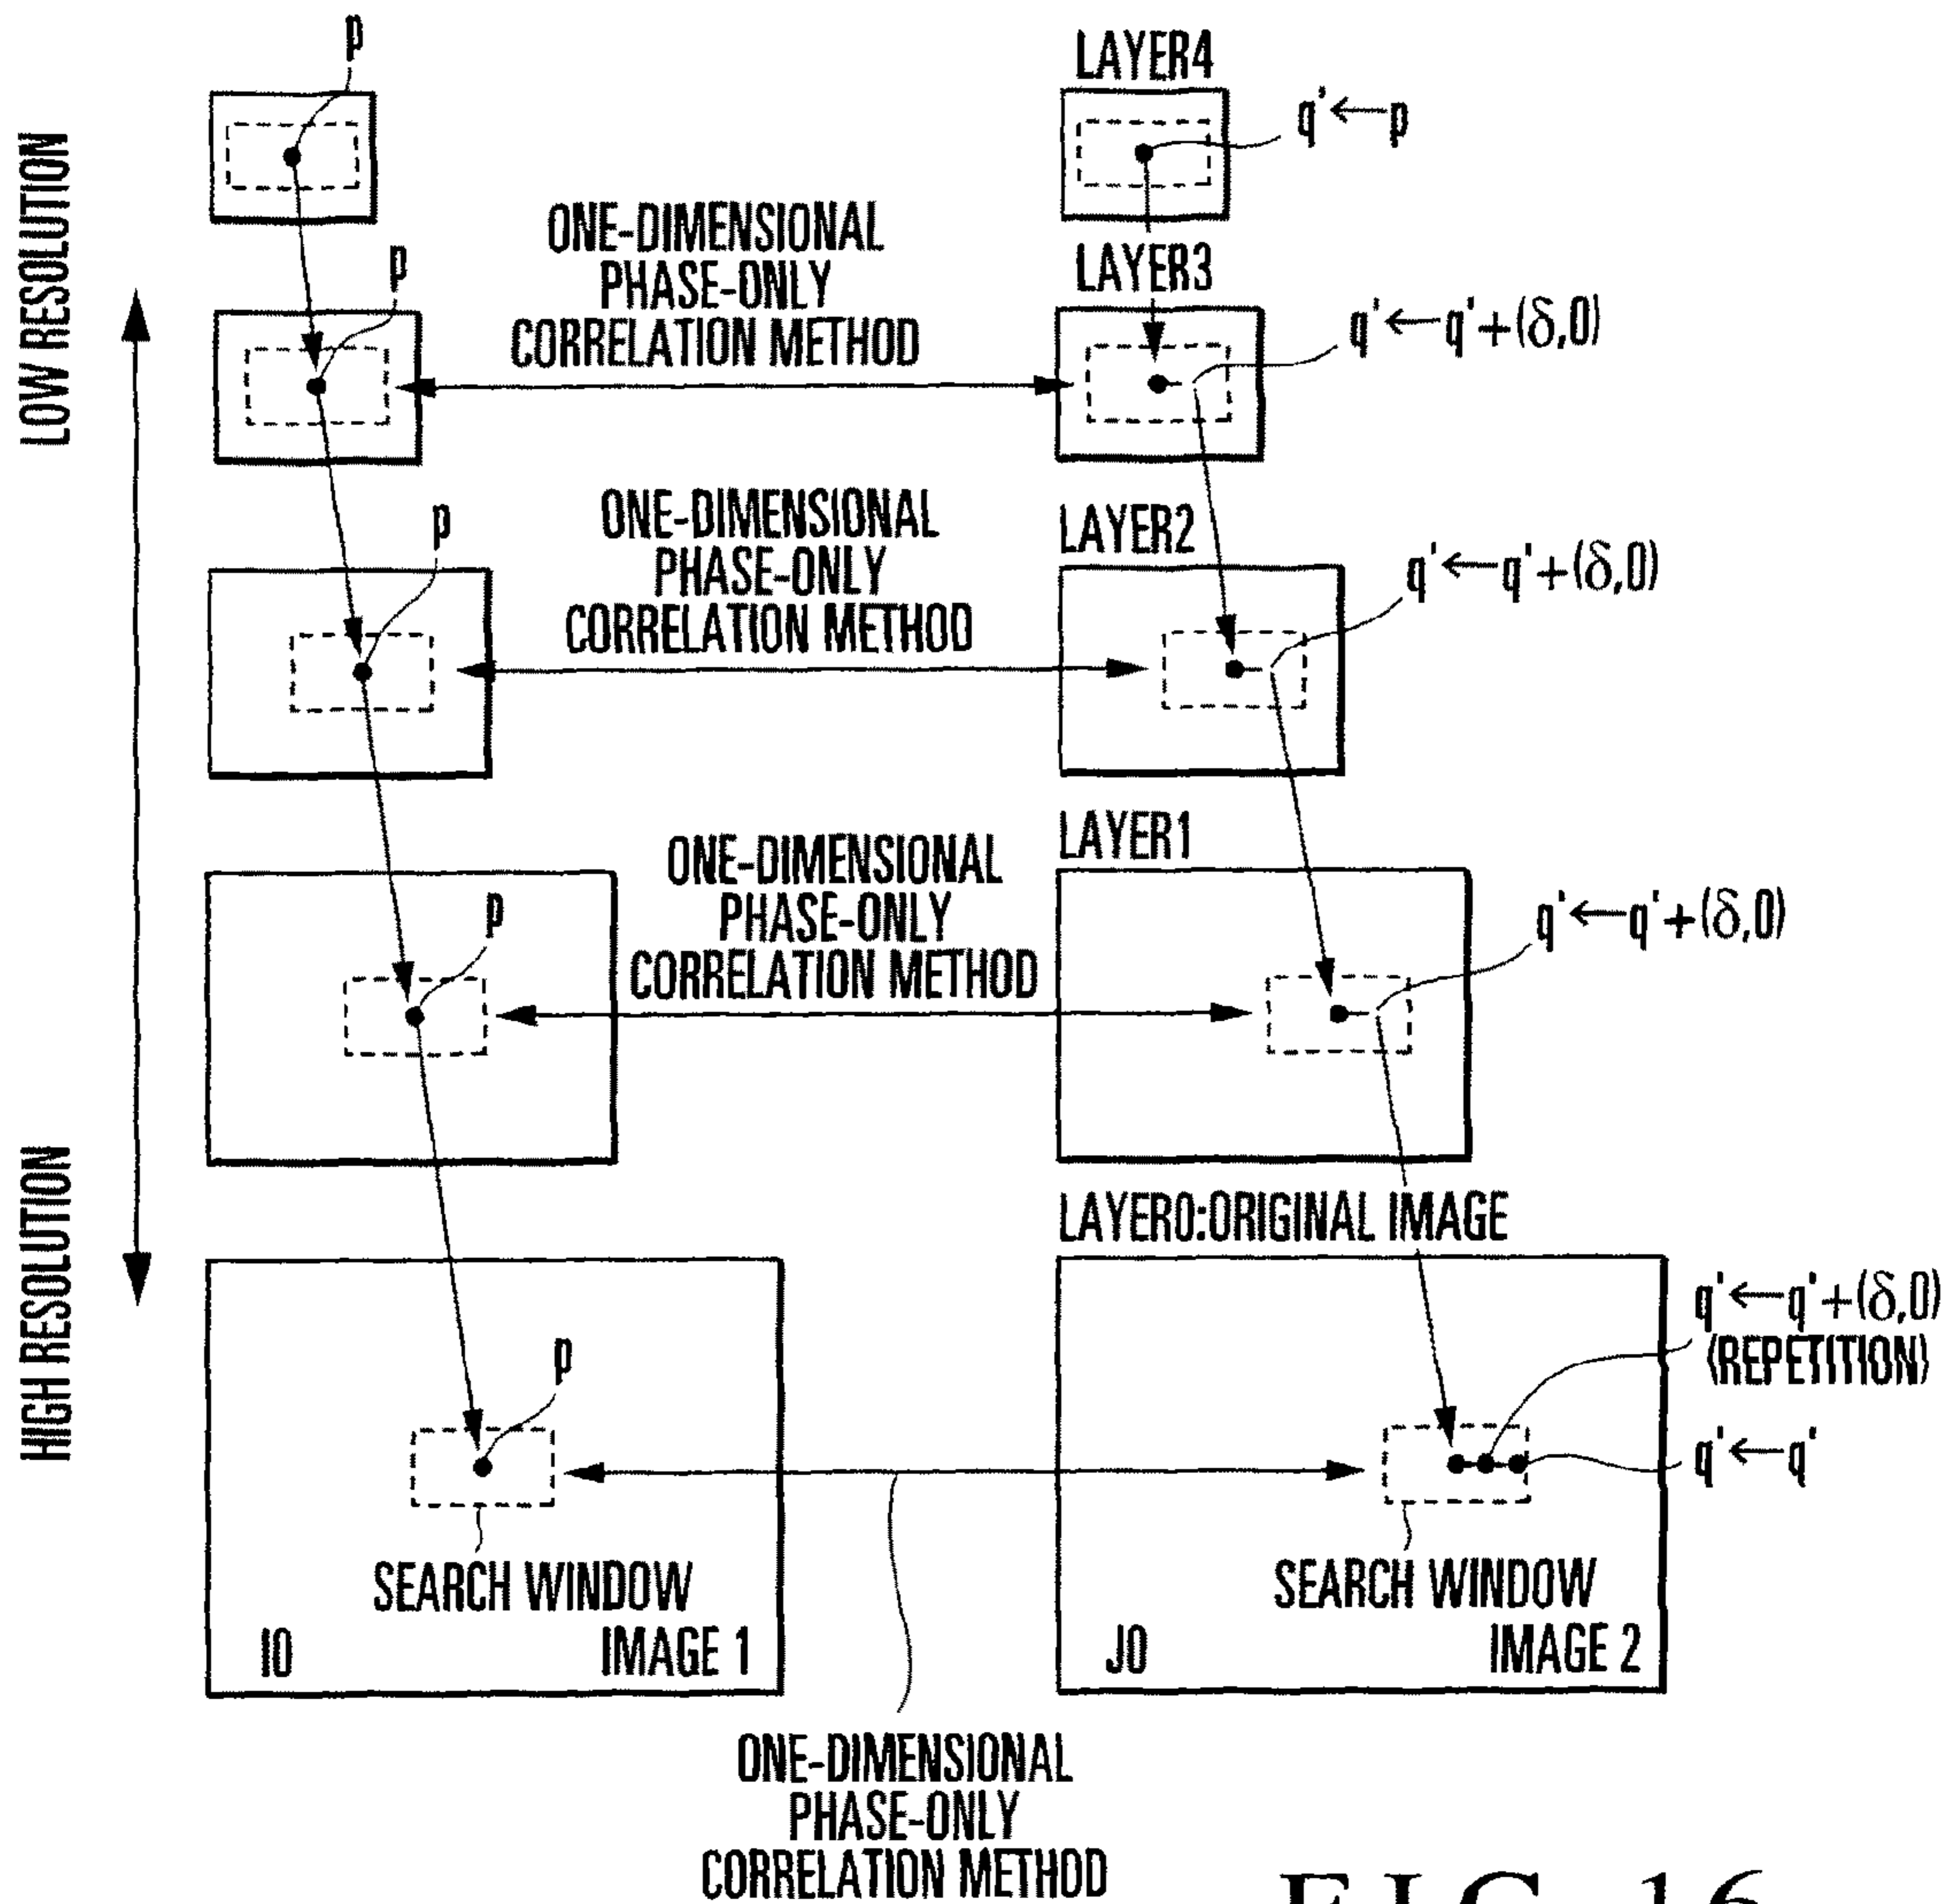 p
LAYER4
q'←p
LOW RESOLUTION
ONE-DIMENSIONAL
PHASE-ONLY
CORRELATION METHOD
p
LAYER3
q'←q'+(δ,0)
ONE-DIMENSIONAL
PHASE-ONLY
CORRELATION METHOD
p
LAYER2
q'←q'+(δ,0)
ONE-DIMENSIONAL
PHASE-ONLY
CORRELATION METHOD
p
LAYER1
q'←q'+(δ,0)
HIGH RESOLUTION
LAYER0:ORIGINAL IMAGE
p
q'←q'+(δ,0)
(REPETITION)
q'←q'
SEARCH WINDOW
I0
IMAGE 1
SEARCH WINDOW
J0
IMAGE 2
ONE-DIMENSIONAL
PHASE-ONLY
CORRELATION METHOD
FIG. 16